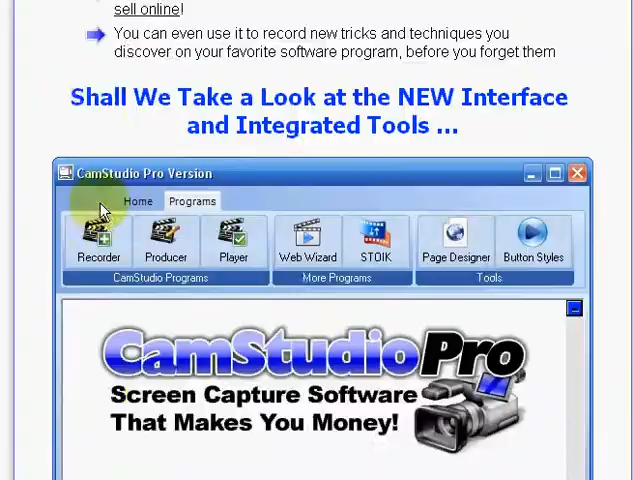 sell online!
You can even use it to record new tricks and techniques you
discover on your favorite software program, before you forget them
Shall We Take a Look at the NEW Interface
and Integrated Tools ...
CamStudio Pro Version
Home Programs
Recorder Producer Player Web Wizard STOIK Page Designer Button Styles
CamStudio Programs More Programs Tools
CamStudioPro
Screen Capture Software
That Makes You Money!